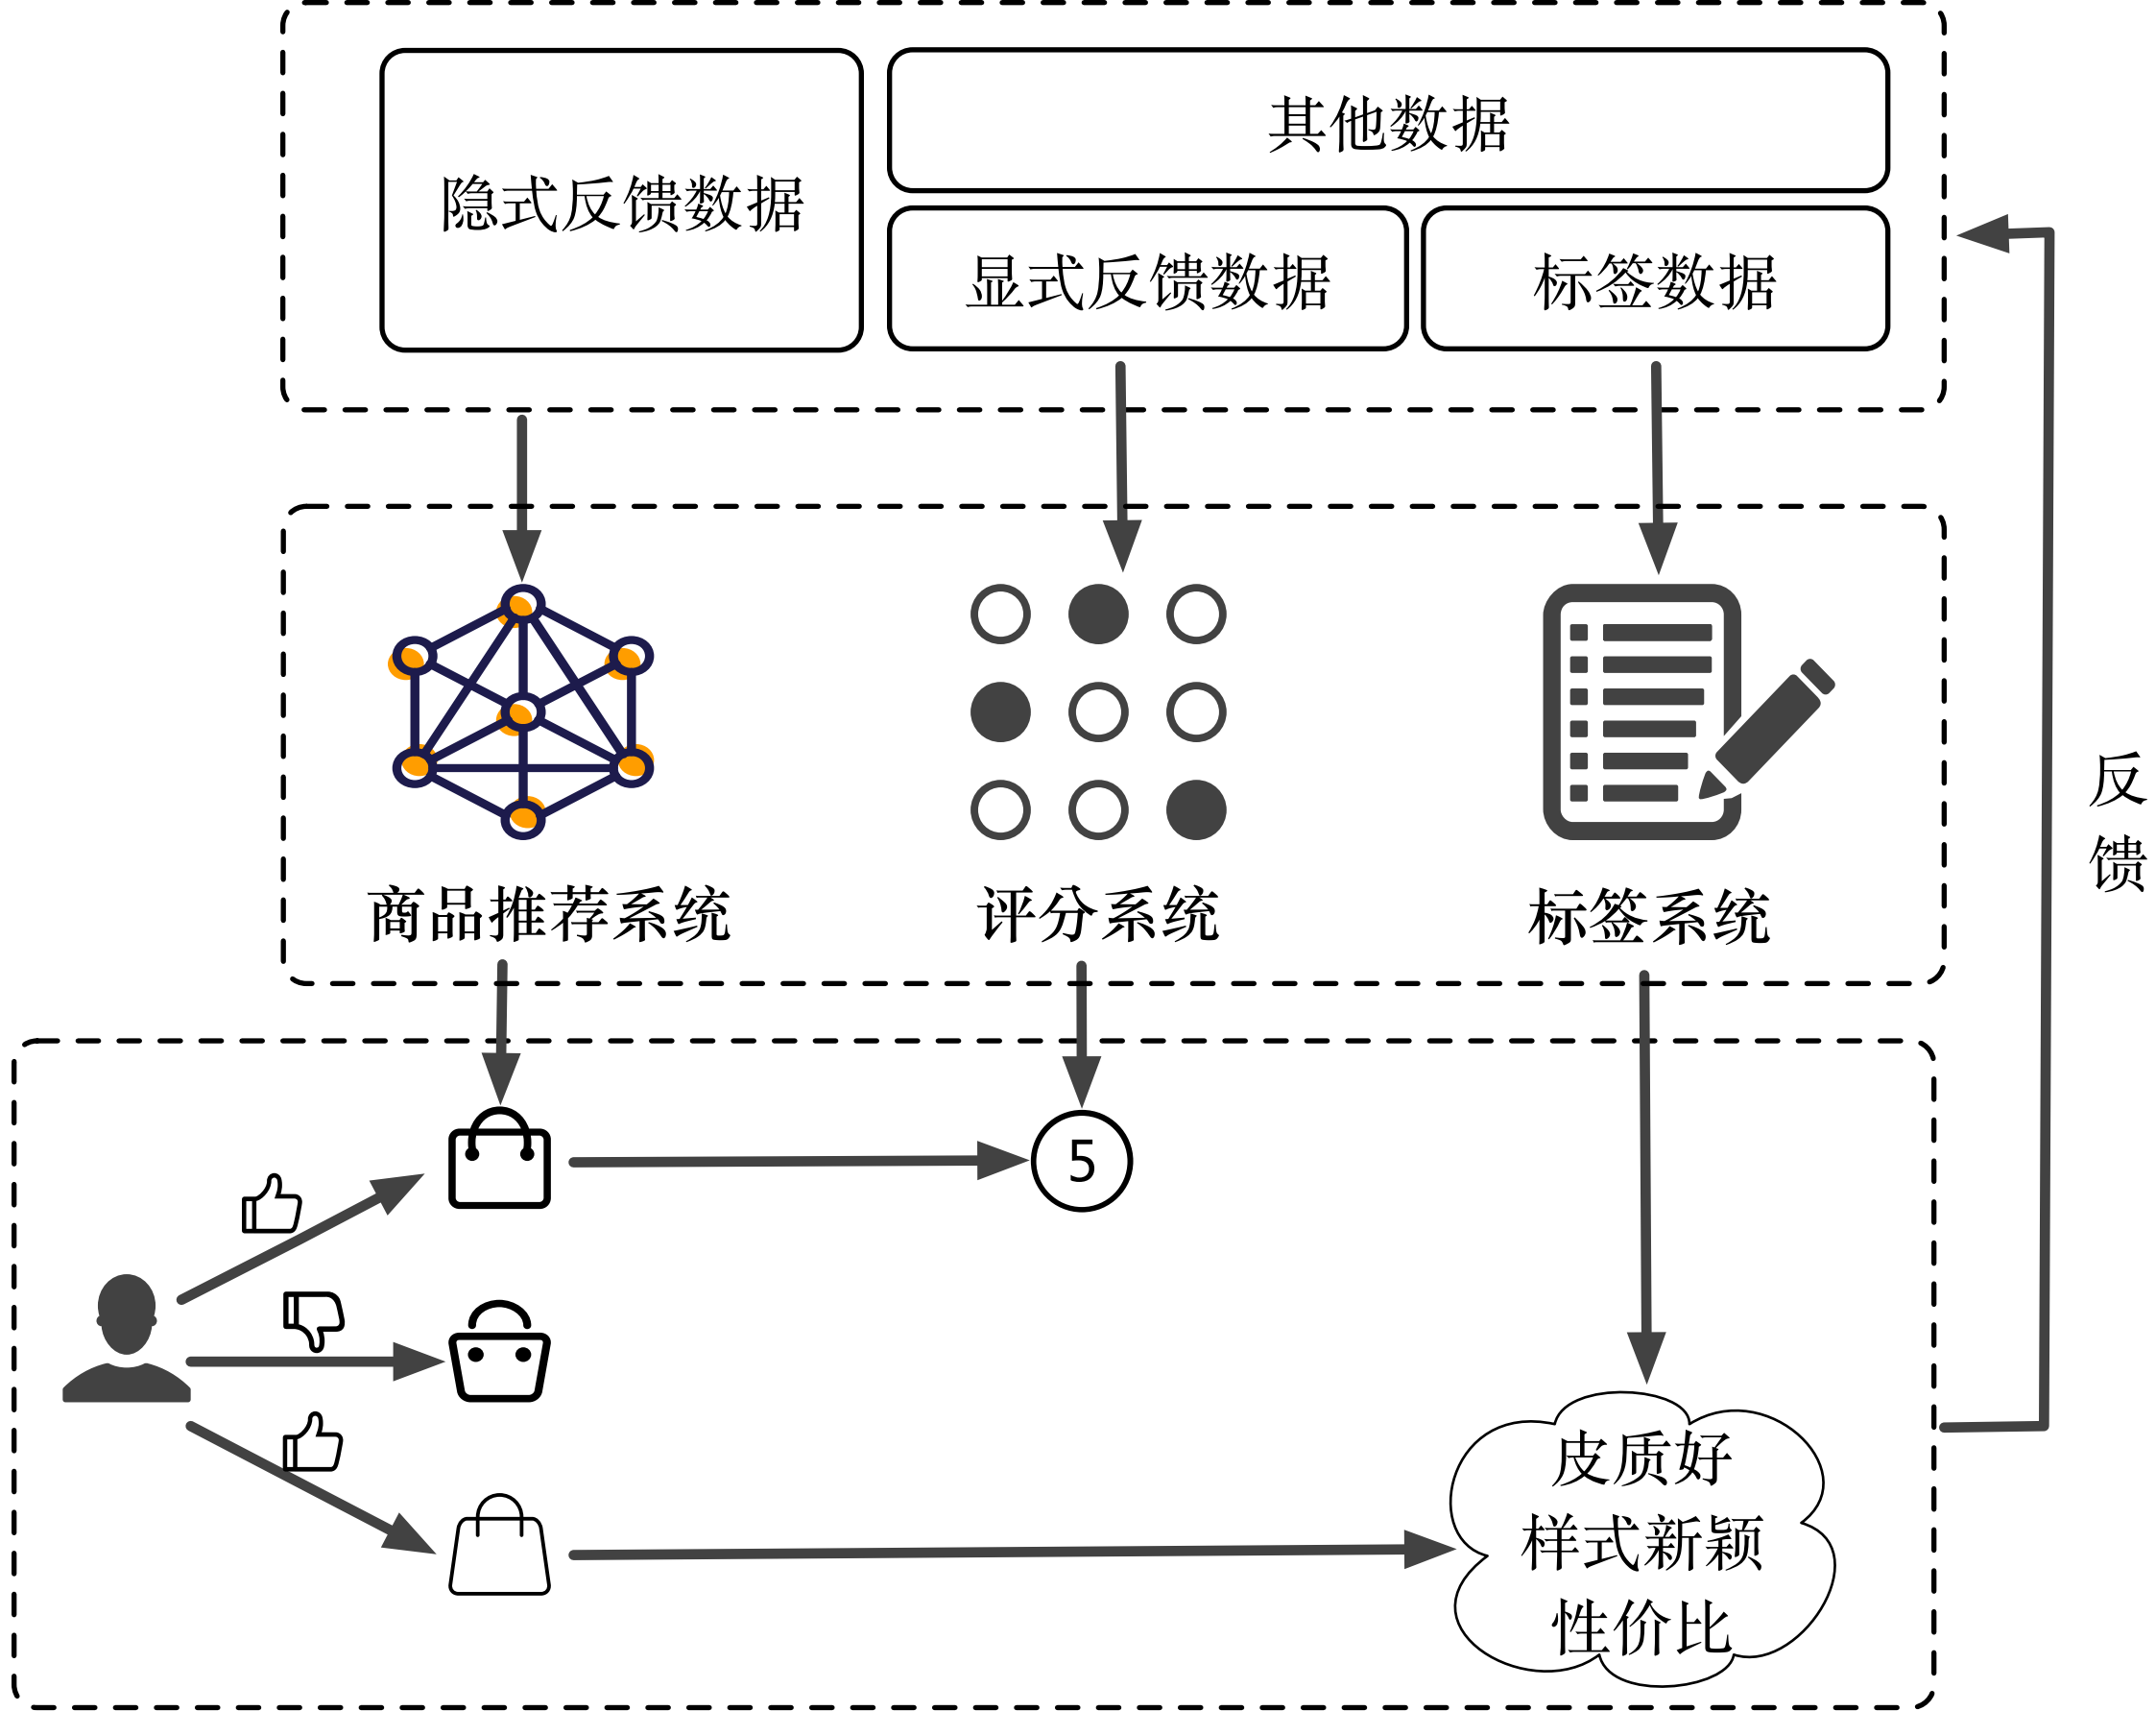 其他数据
隐式反馈数据
显式反馈数据
标签数据
商品推荐系统
评分系统
标签系统
反
馈
5
皮质好
样式新颖
性价比